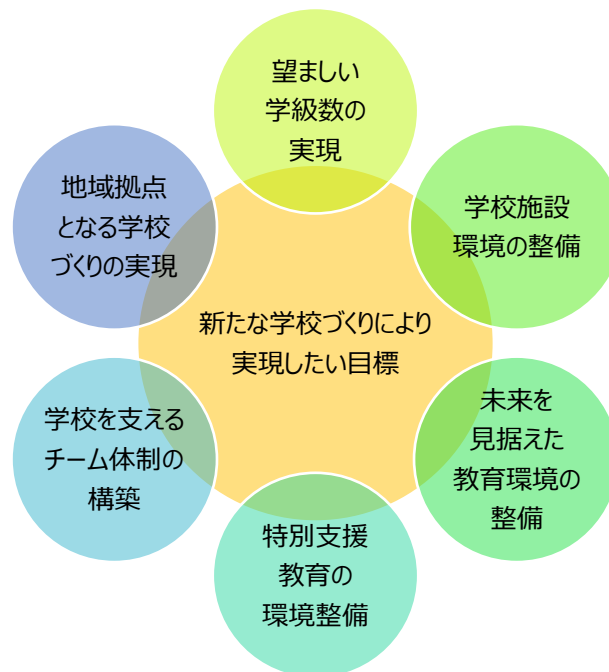 望ましい
学級数の
実現
学校施設
環境の整備
未来を
見据えた
教育環境の
整備
特別支援
教育の
環境整備
学校を支える
チーム体制の
構築
地域拠点
となる学校
づくりの実現
新たな学校づくりにより
実現したい目標